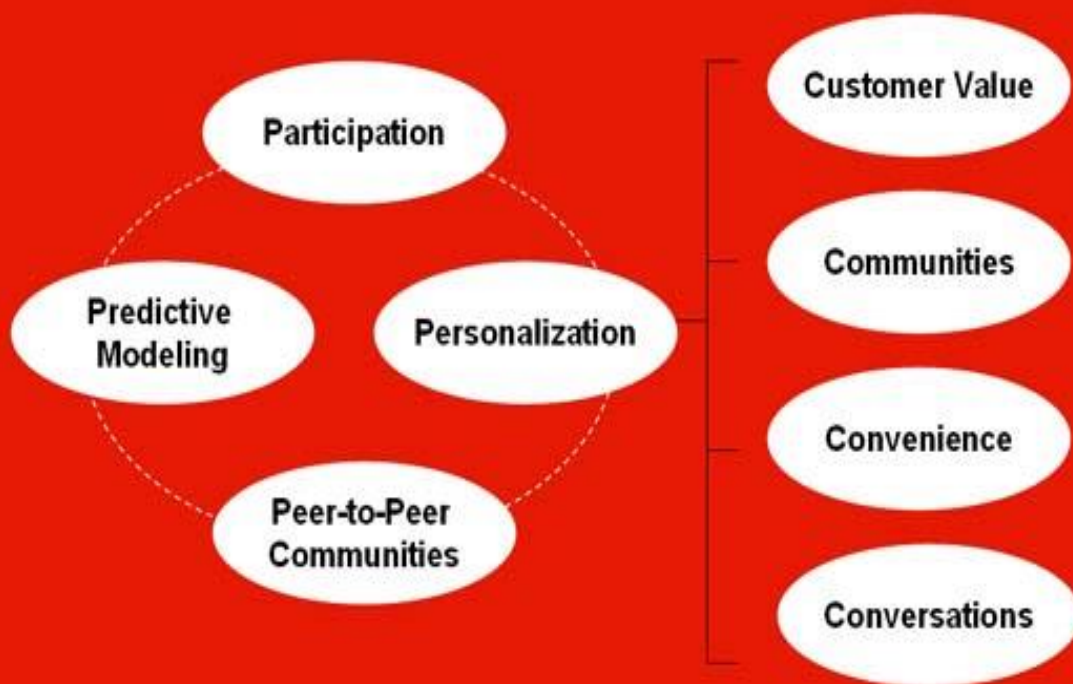 Participation
Predictive
Modeling
Personalization
Peer-to-Peer
Communities
Customer Value
Communities
Convenience
Conversations